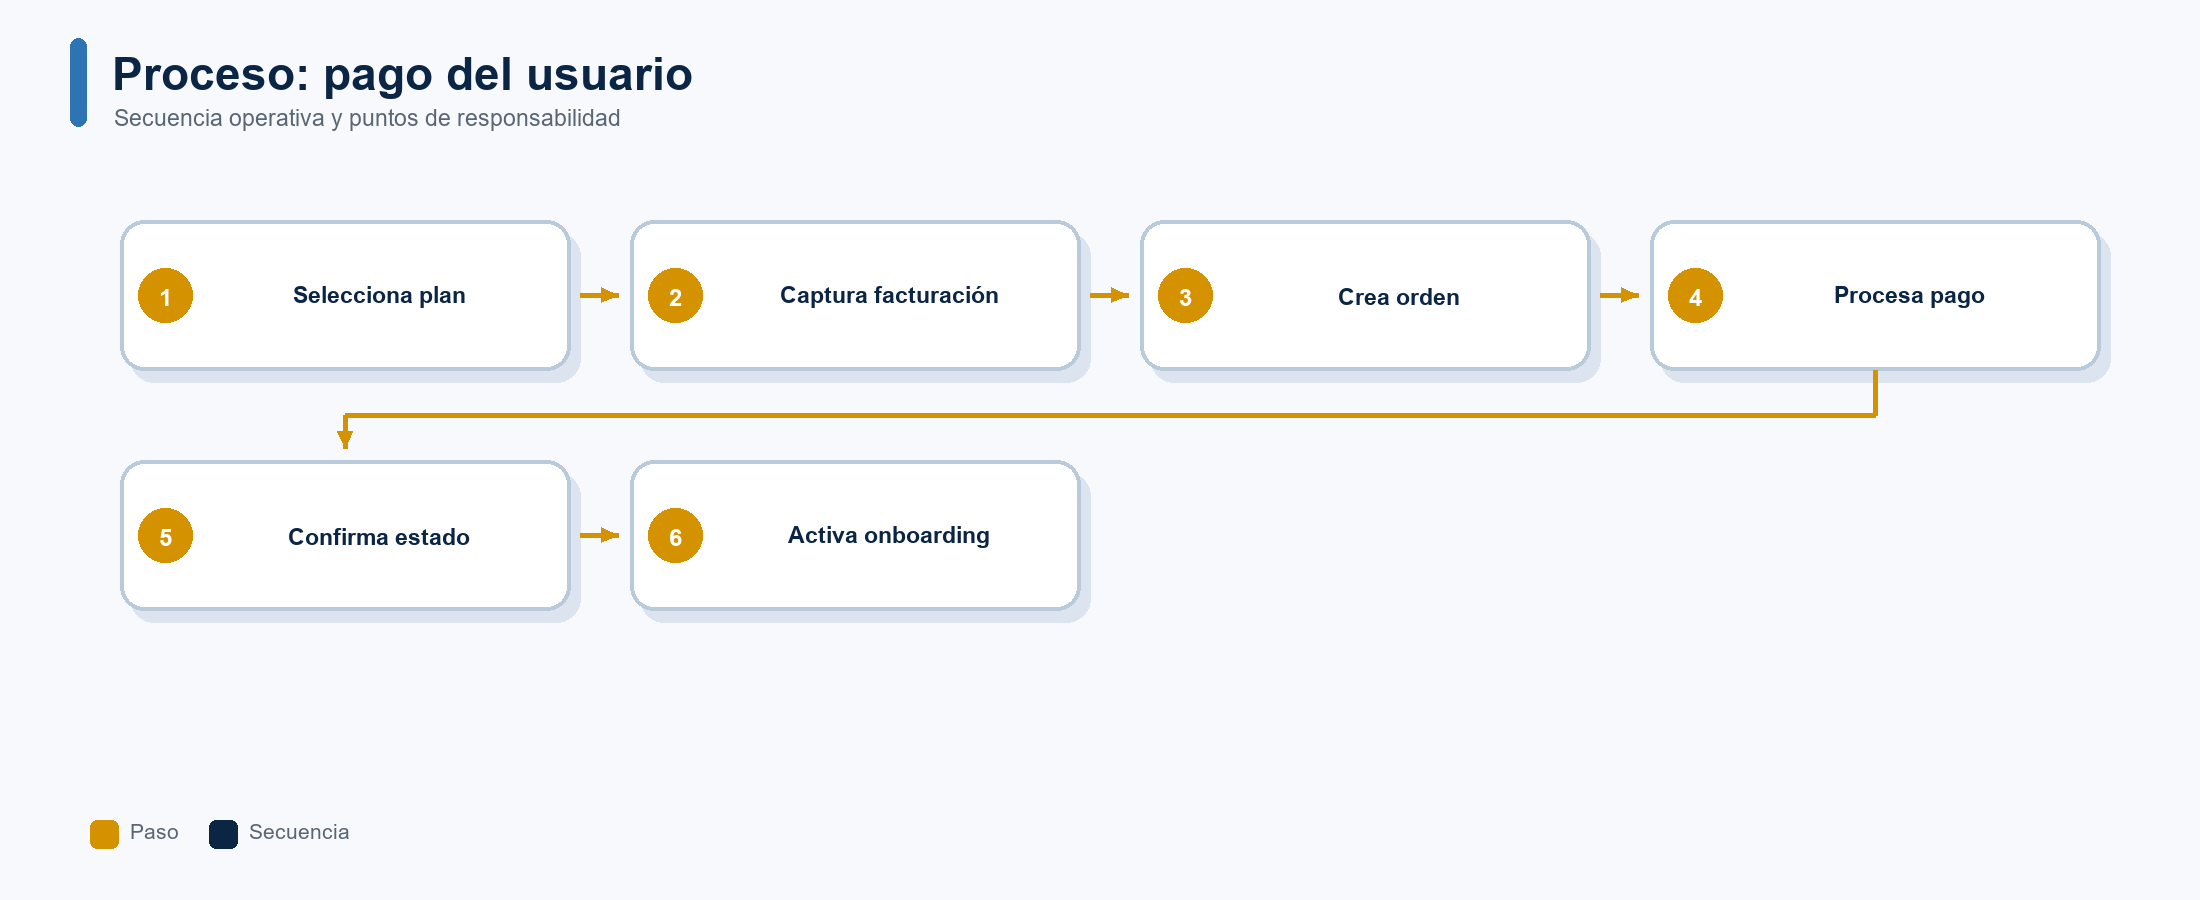 Proceso: pago del usuario
Secuencia operativa y puntos de responsabilidad
1 Selecciona plan
2 Captura facturación
3 Crea orden
4 Procesa pago
5 Confirma estado
6 Activa onboarding
Paso
Secuencia